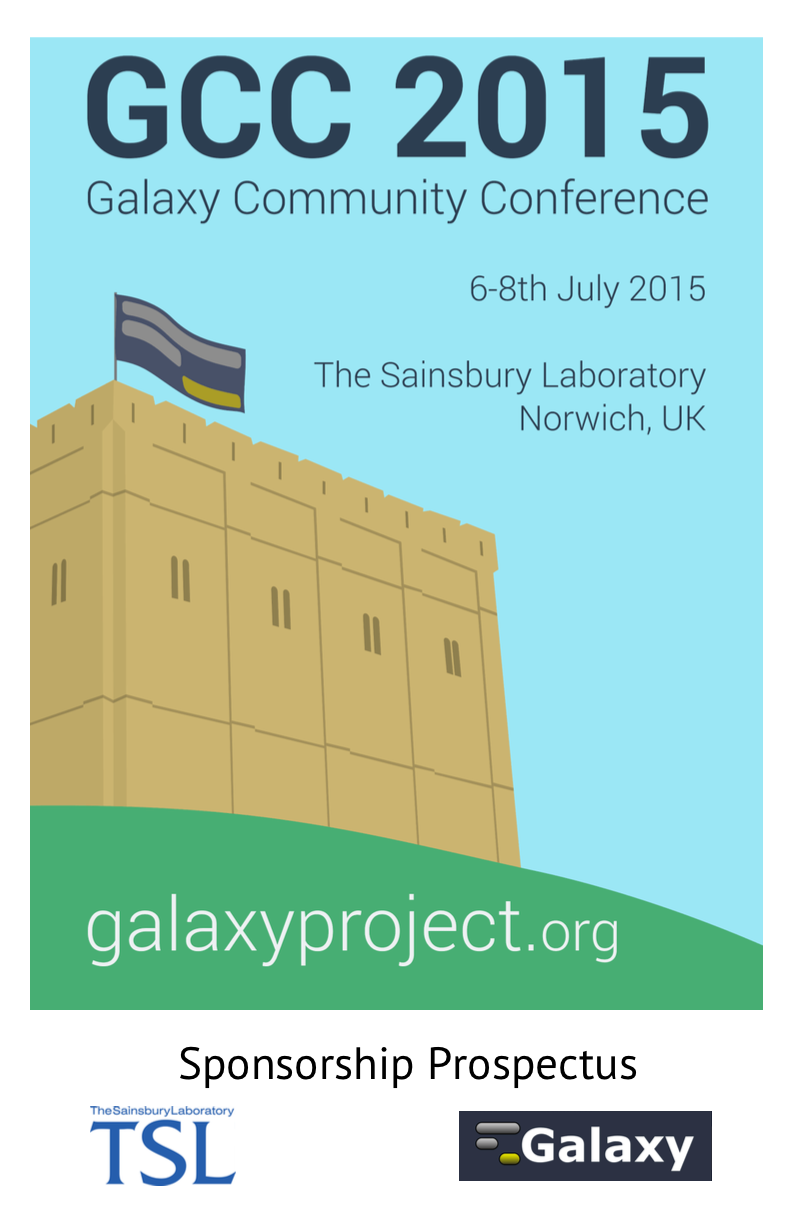 GCC 2015
Galaxy Community Conference
6-8th July 2015
The Sainsbury Laboratory
Norwich, UK
galaxyproject.org
Sponsorship Prospectus
TheSainsburyLaboratory
TSL
Galaxy